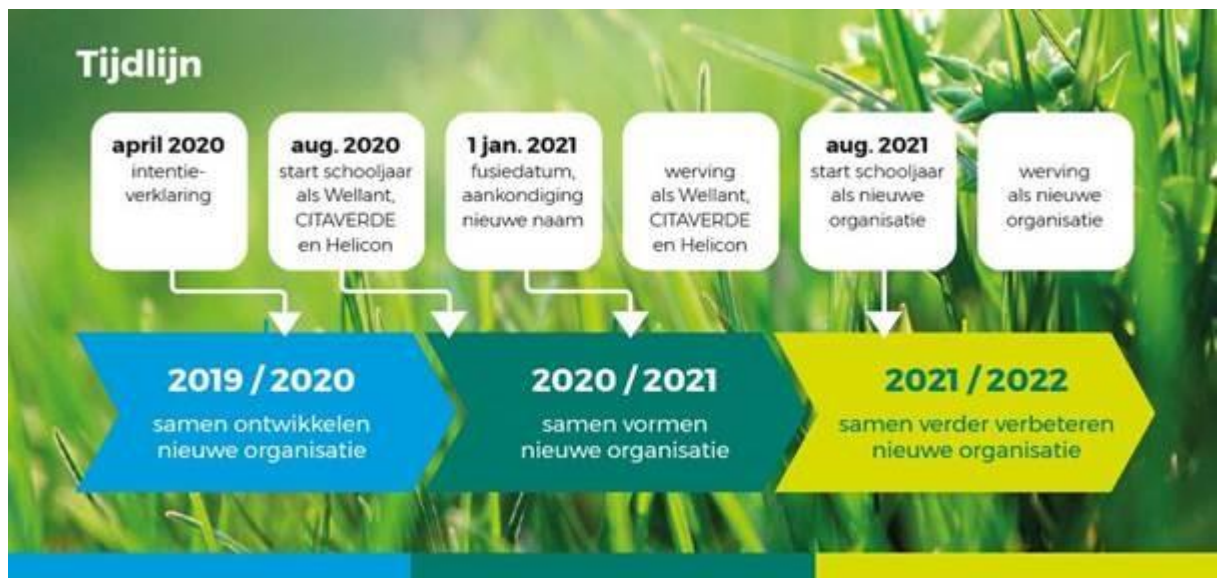 Tijdlijn
april 2020
intentie-
verklaring
aug. 2020
start schooljaar
als Wellant,
CITAVERDE
en Helicon
1 jan. 2021
fusiedatum,
aankondiging
nieuwe naam
werving
als Wellant,
CITAVERDE
en Helicon
aug. 2021
start schooljaar
als nieuwe
organisatie
werving
als nieuwe
organisatie
2019 / 2020
samen ontwikkelen
nieuwe organisatie
2020 / 2021
samen vormen
nieuwe organisatie
2021 / 2022
samen verder verbeteren
nieuwe organisatie